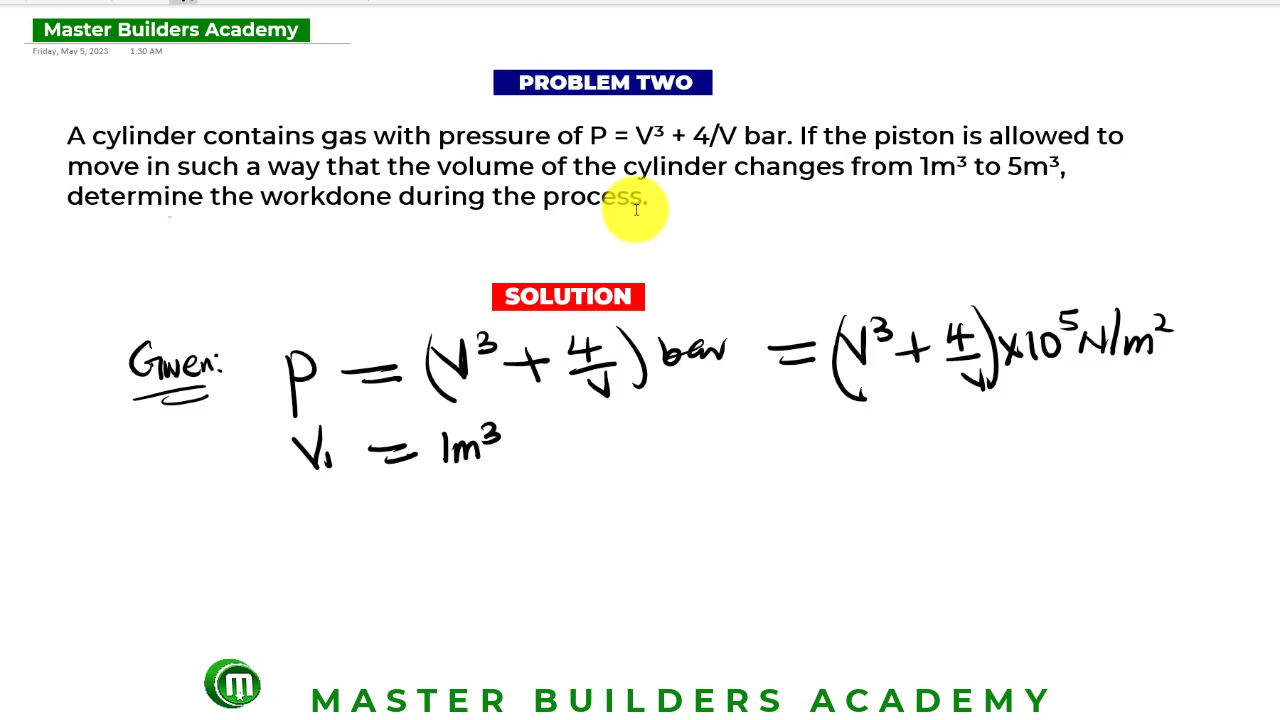 Master Builders Academy
Friday, May 5, 2023 1:30 AM
PROBLEM TWO
A cylinder contains gas with pressure of P = V³ + 4/V bar. If the piston is allowed to
move in such a way that the volume of the cylinder changes from 1m³ to 5m³,
determine the workdone during the process.
SOLUTION
Given: P = (V³ + 4/V) bar = (V³ + 4/V) × 10⁵ N/m²
V₁ = 1m³
m
MASTER BUILDERS ACADEMY